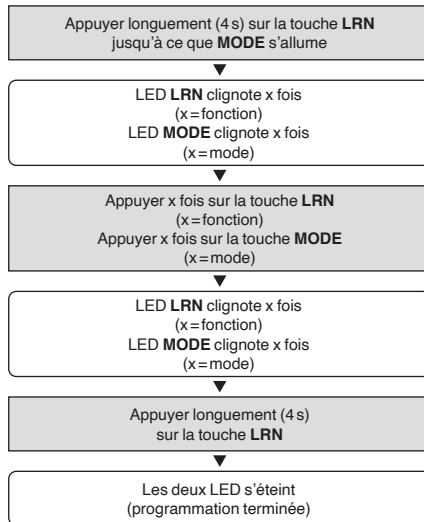 Appuyer longuement (4 s) sur la touche LRN
jusqu'à ce que MODE s'allume
LED LRN clignote x fois
(x = fonction)
LED MODE clignote x fois
(x = mode)
Appuyer x fois sur la touche LRN
(x = fonction)
Appuyer x fois sur la touche MODE
(x = mode)
LED LRN clignote x fois
(x = fonction)
LED MODE clignote x fois
(x = mode)
Appuyer longuement (4 s)
sur la touche LRN
Les deux LED s'éteint
(programmation terminée)